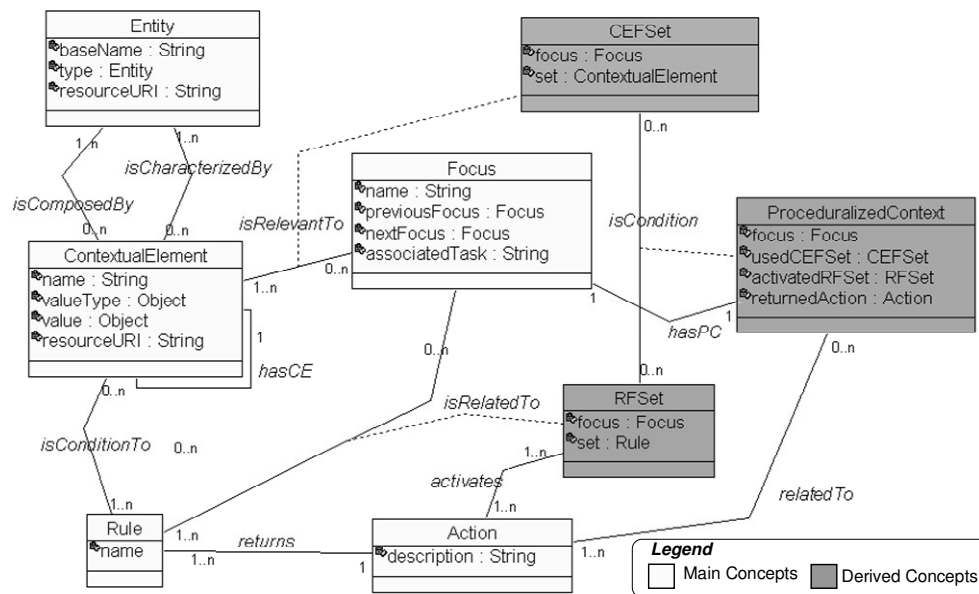 Entity
baseName : String
type : Entity
resourceURI : String
CEFSet
focus : Focus
set : ContextualElement
1..n
1..n
0..n
isCharacterizedBy
isComposedBy
Focus
name : String
previousFocus : Focus
nextFocus : Focus
associatedTask : String
isRelevantTo
isCondition
ProceduralizedContext
focus : Focus
usedCEFSet : CEFSet
activatedRFSet : RFSet
returnedAction : Action
0..n
0..n
ContextualElement
name : String
valueType : Object
value : Object
resourceURI : String
1..n
0..n
1
1
hasPC
1
hasCE
0..n
0..n
0..n
0..n
0..n
isRelatedTo
RFSet
focus : Focus
set : Rule
isConditionTo
0..n
1..n
activates
relatedTo
1..n
1..n
Rule
name
1..n
1..n
returns
1
Action
description : String
1..n
Legend
Main Concepts
Derived Concepts